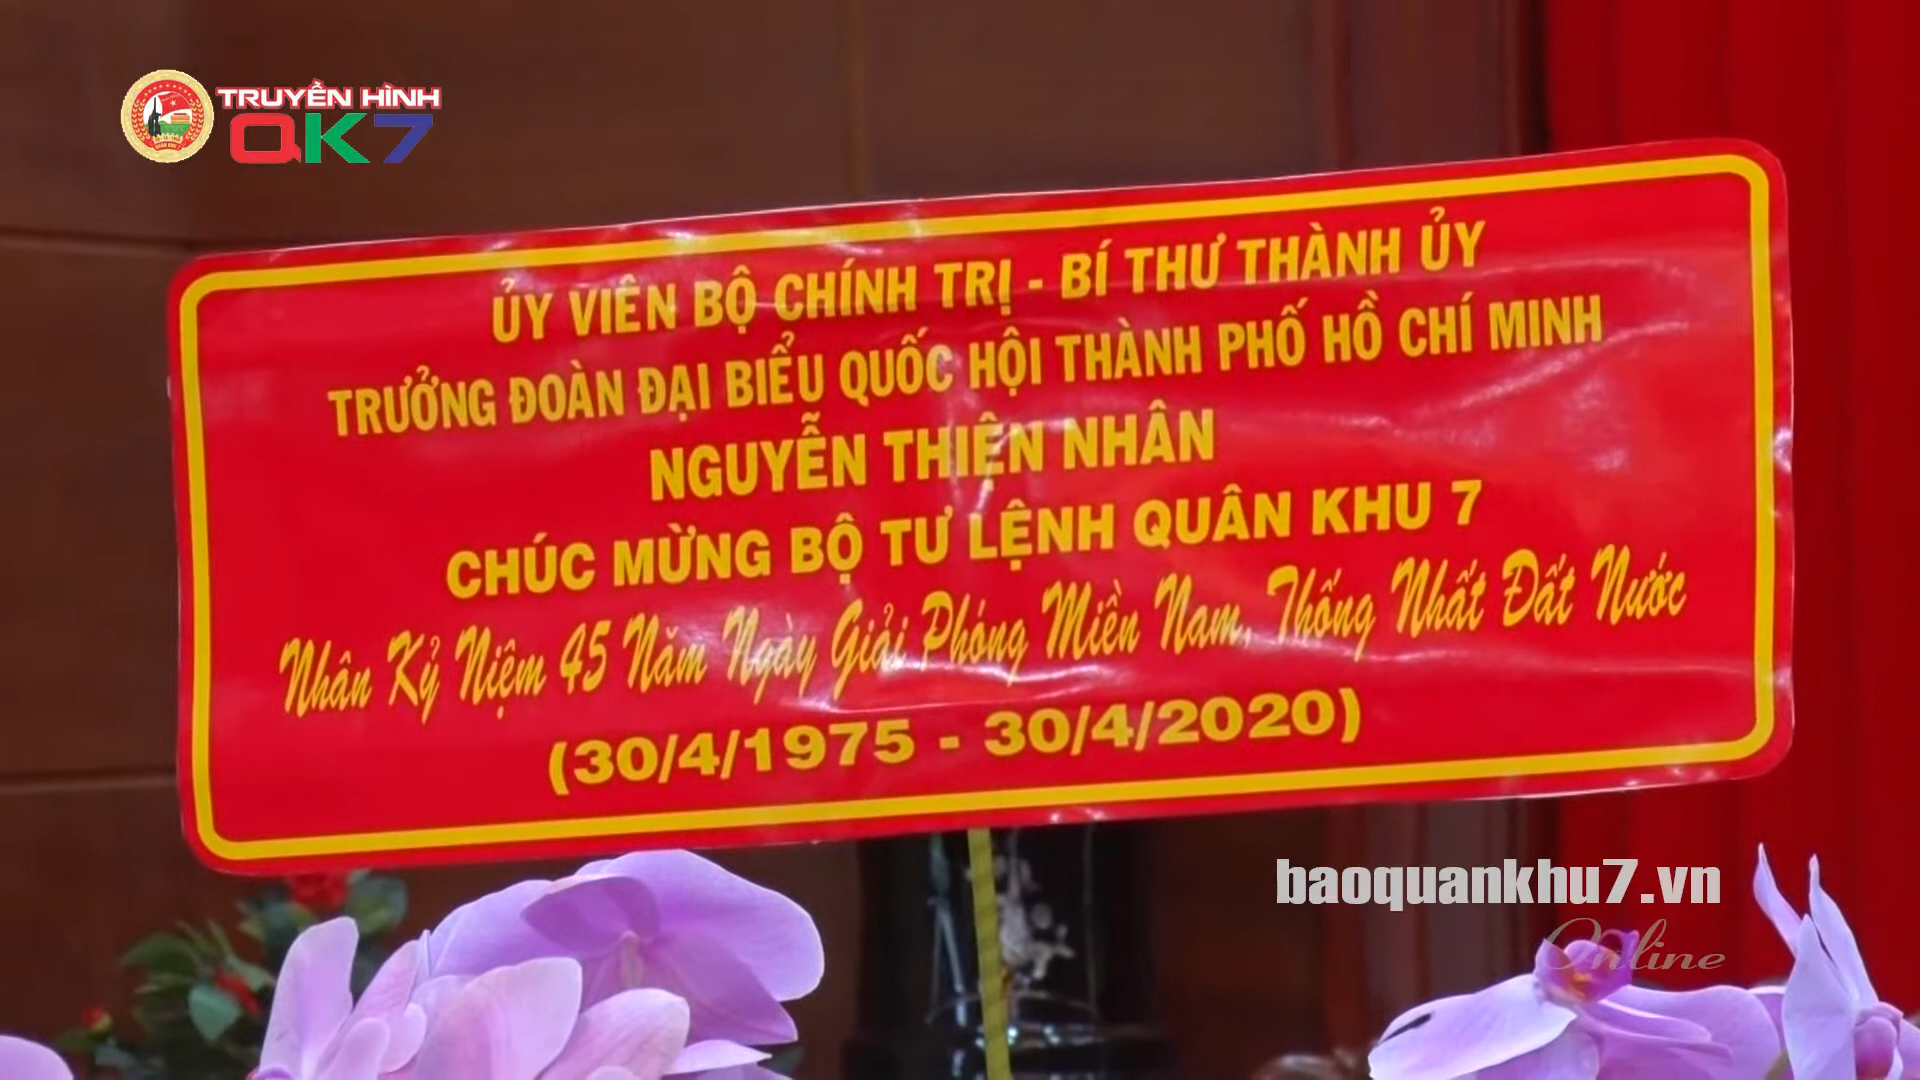 TRUYỀN HÌNH
QK7
ỦY VIÊN BỘ CHÍNH TRỊ - BÍ THƯ THÀNH ỦY
TRƯỞNG ĐOÀN ĐẠI BIỂU QUỐC HỘI THÀNH PHỐ HỒ CHÍ MINH
NGUYỄN THIỆN NHÂN
CHÚC MỪNG BỘ TƯ LỆNH QUÂN KHU 7
Nhân Kỷ Niệm 45 Năm Ngày Giải Phóng Miền Nam, Thống Nhất Đất Nước
(30/4/1975 - 30/4/2020)
baoquankhu7.vn
Online